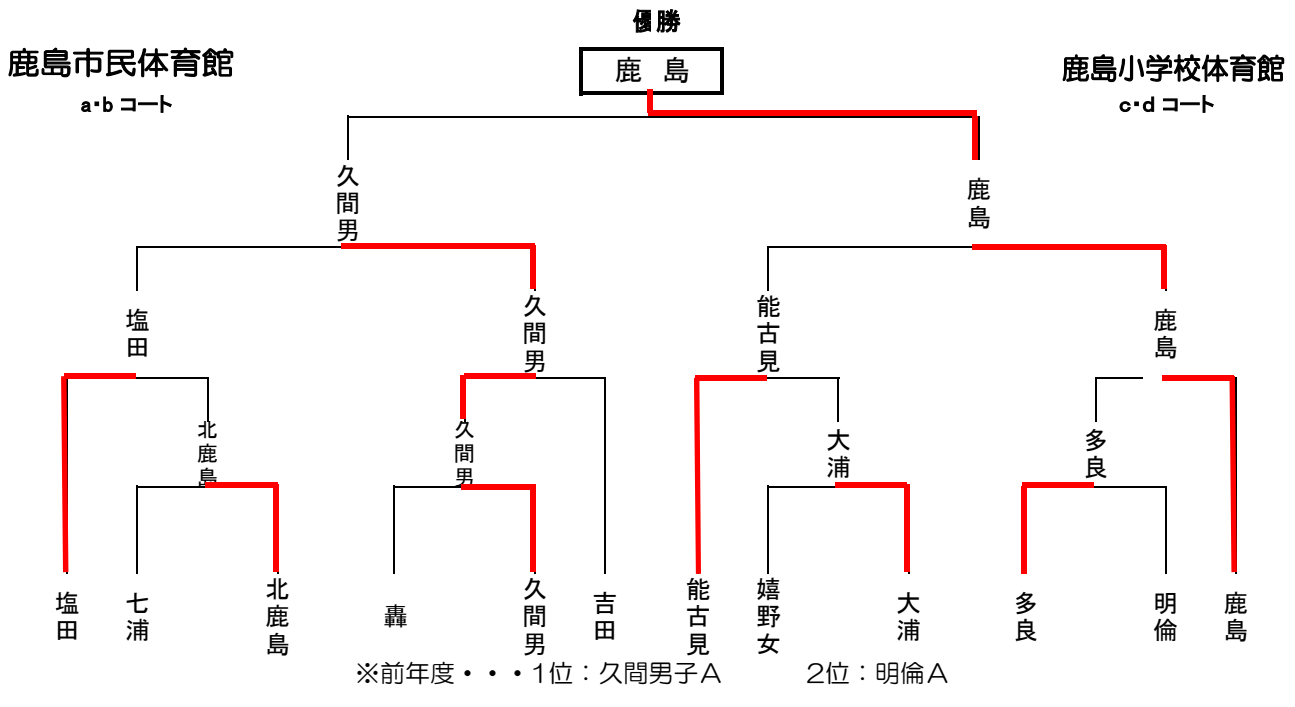 優勝
鹿島
鹿島市民体育館
a・b コート
鹿島小学校体育館
c・d コート
久間男
鹿島
塩田
久間男
能古見
鹿島
北鹿島
久間男
大浦
多良
塩田
七浦
北鹿島
轟
久間男
吉田
能古見
嬉野女
大浦
多良
明倫
鹿島
※前年度・・・1位：久間男子A　2位：明倫A